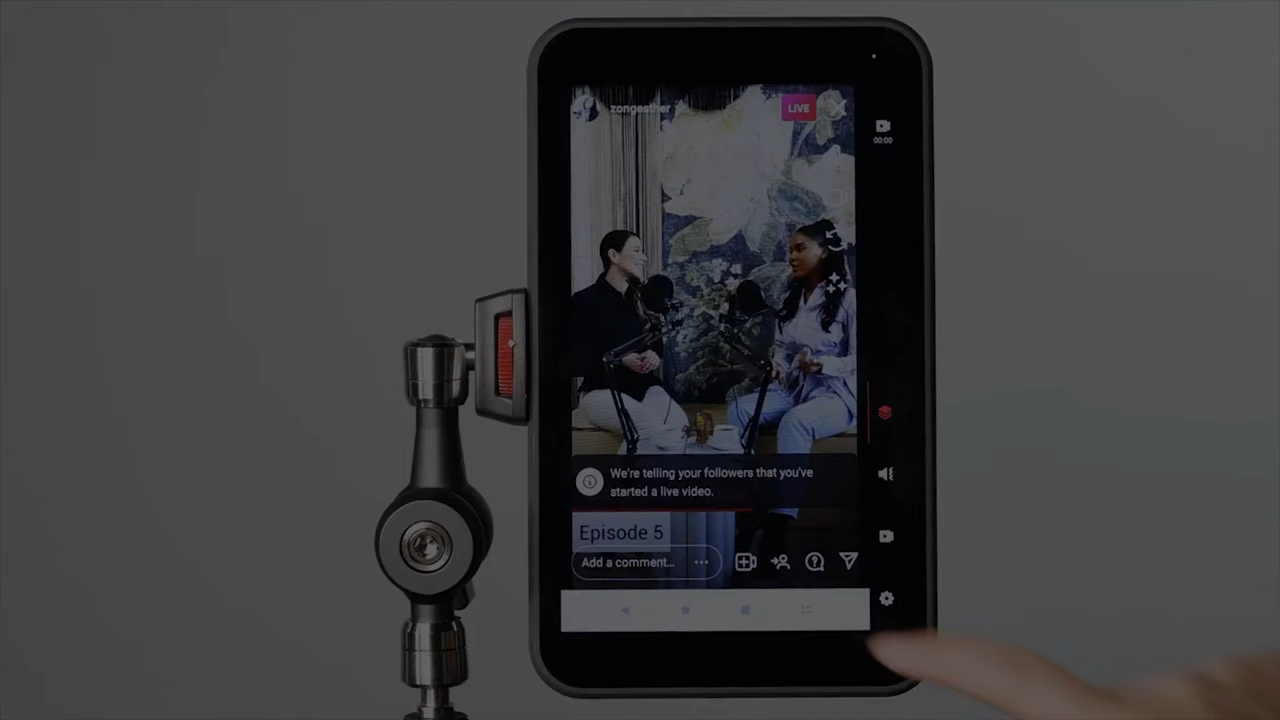 zongesther
LIVE
00:00
We're telling your followers that you've
started a live video.
Episode 5
Add a comment...